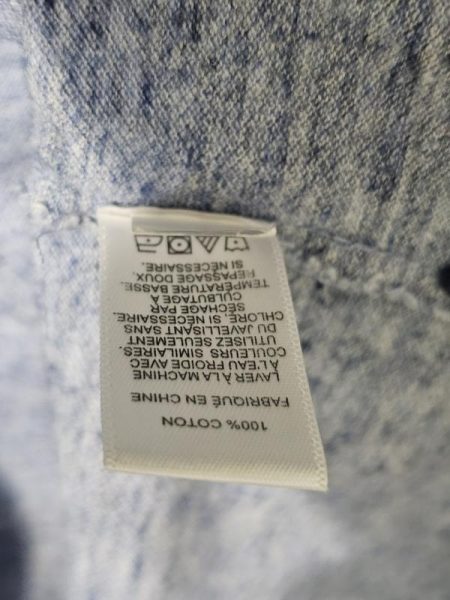 100% COTON
FABRIQUÉ EN CHINE
LAVER À LA MACHINE
À L'EAU FROIDE AVEC
COULEURS SIMILAIRES.
UTILISEZ SEULEMENT
DU JAVELLISANT SANS
CHLORE, SI NÉCESSAIRE.
SÉCHAGE PAR
CULBUTAGE À
TEMPÉRATURE BASSE.
REPASSAGE DOUX,
SI NÉCESSAIRE.